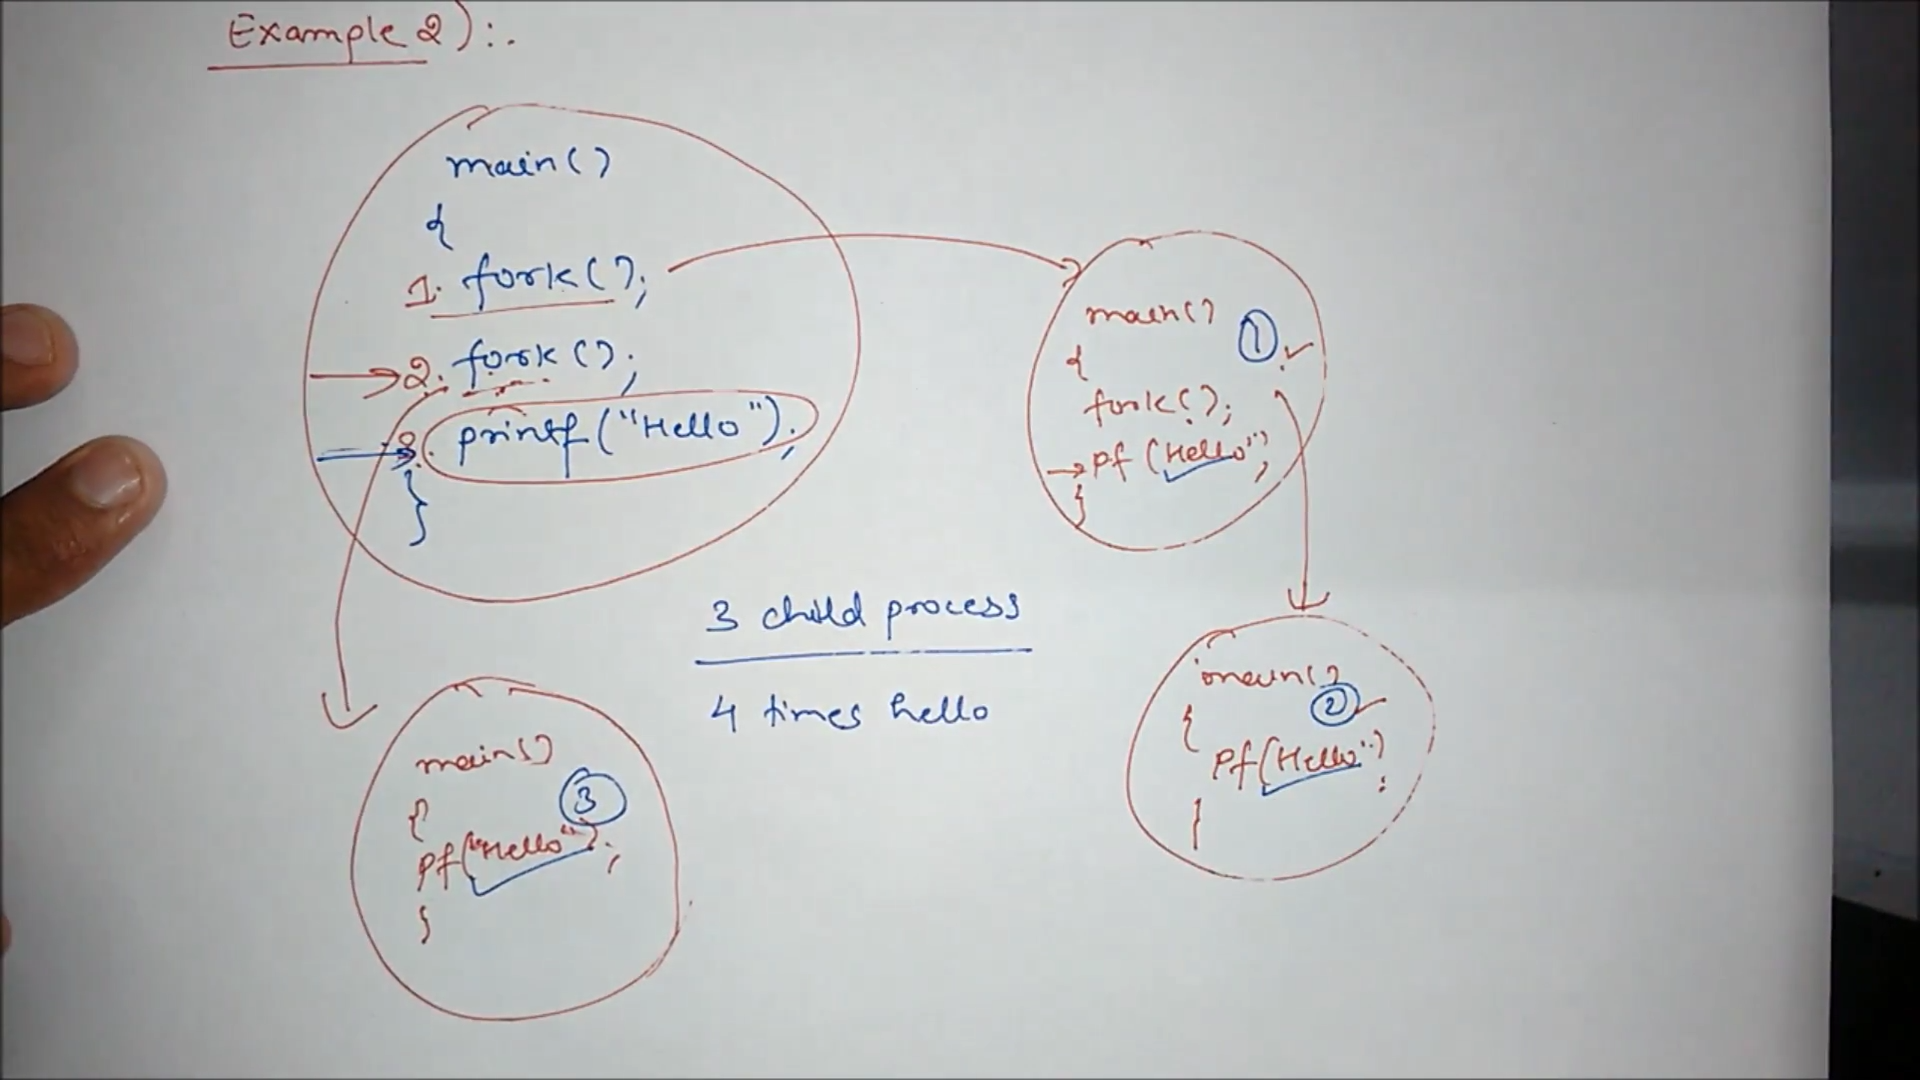 Example 2):.
main()
{
1. fork();
2. fork();
3. printf("Hello");
}
main()
1
{
fork();
Pf (Hello");
}
3 child process
4 times hello
main()
2
{
Pf(Hello")
;
}
main()
3
{
Pf("Hello");
}